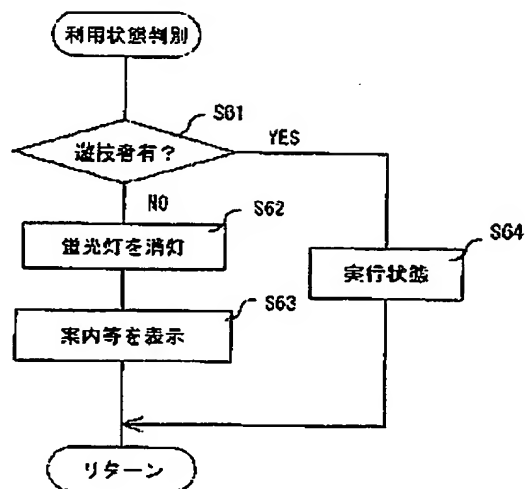 利用状態判別
S61
遊技者有？
YES
NO
S62
蛍光灯を消灯
S64
実行状態
S63
案内等を表示
リターン